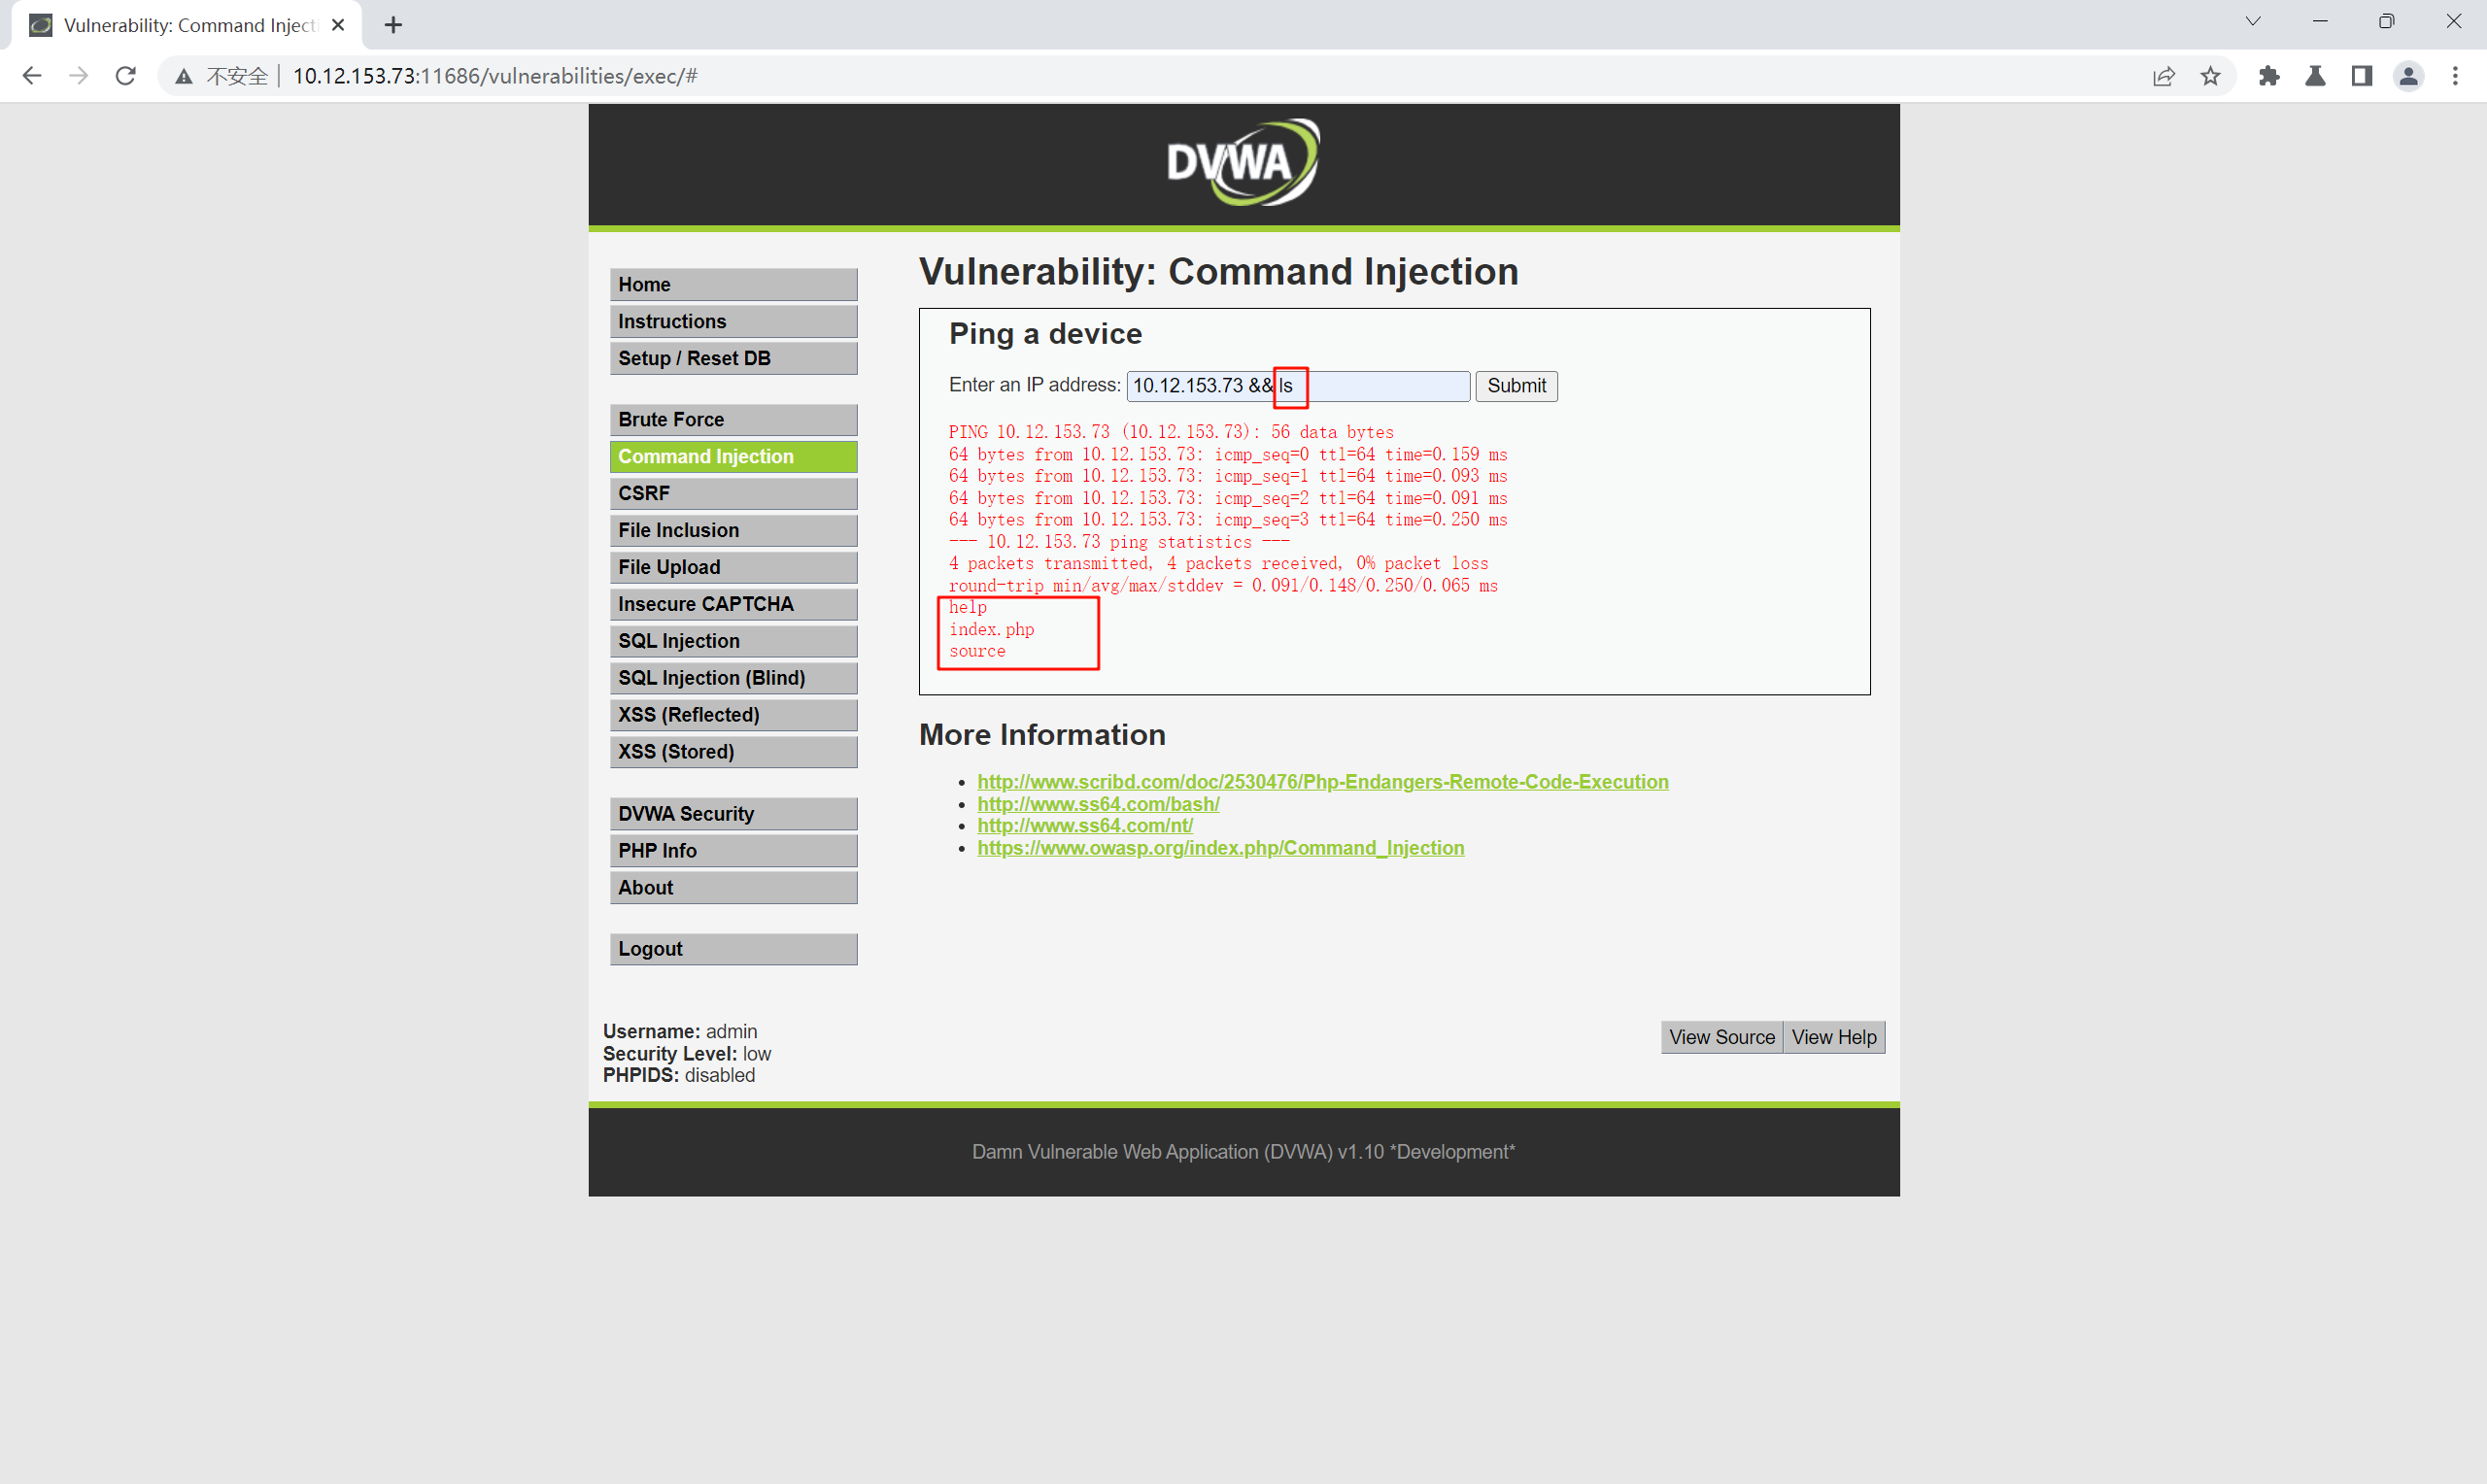 Vulnerability: Command Injecti
不安全 10.12.153.73:11686/vulnerabilities/exec/#
DVWA
Home
Instructions
Setup / Reset DB
Brute Force
Command Injection
CSRF
File Inclusion
File Upload
Insecure CAPTCHA
SQL Injection
SQL Injection (Blind)
XSS (Reflected)
XSS (Stored)
DVWA Security
PHP Info
About
Logout
Vulnerability: Command Injection
Ping a device
Enter an IP address: 10.12.153.73 && ls Submit
PING 10.12.153.73 (10.12.153.73): 56 data bytes
64 bytes from 10.12.153.73: icmp_seq=0 ttl=64 time=0.159 ms
64 bytes from 10.12.153.73: icmp_seq=1 ttl=64 time=0.093 ms
64 bytes from 10.12.153.73: icmp_seq=2 ttl=64 time=0.091 ms
64 bytes from 10.12.153.73: icmp_seq=3 ttl=64 time=0.250 ms
--- 10.12.153.73 ping statistics ---
4 packets transmitted, 4 packets received, 0% packet loss
round-trip min/avg/max/stddev = 0.091/0.148/0.250/0.065 ms
help
index.php
source
More Information
http://www.scribd.com/doc/2530476/Php-Endangers-Remote-Code-Execution
http://www.ss64.com/bash/
http://www.ss64.com/nt/
https://www.owasp.org/index.php/Command_Injection
Username: admin
Security Level: low
PHPIDS: disabled
View Source View Help
Damn Vulnerable Web Application (DVWA) v1.10 *Development*